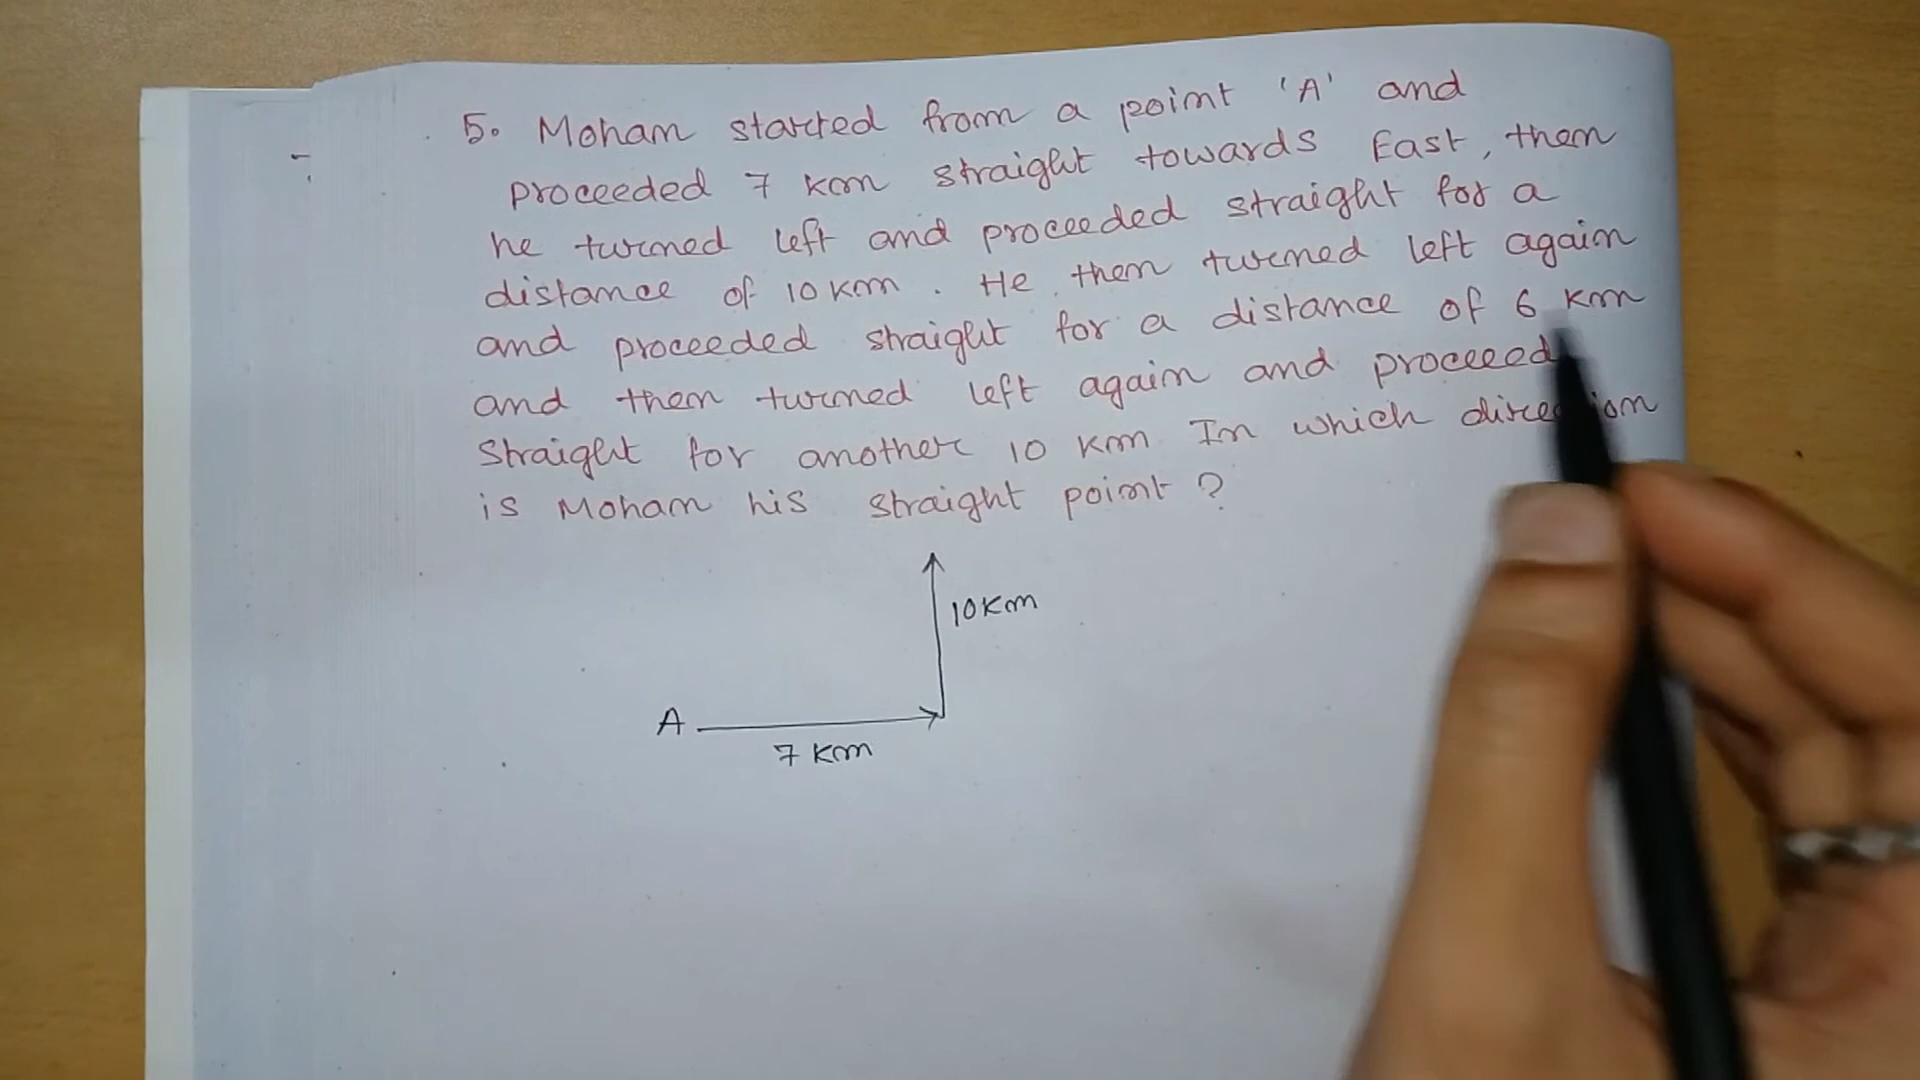 5. Mohan started from a point 'A' and
proceeded 7 km straight towards East, then
he turned left and proceeded straight for a
distance of 10 km. He then turned left again
and proceeded straight for a distance of 6 km
and then turned left again and proceed
straight for another 10 km In which direction
is Mohan his straight point ?
10 km
A
7 km